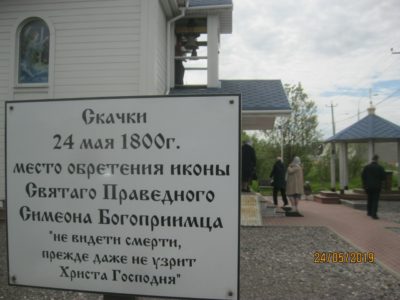 Скачки
24 мая 1800г.
место обретения иконы
Святаго Праведного
Симеона Богоприимца
"не видети смерти,
прежде даже не узрит
Христа Господня"
24/05/2019